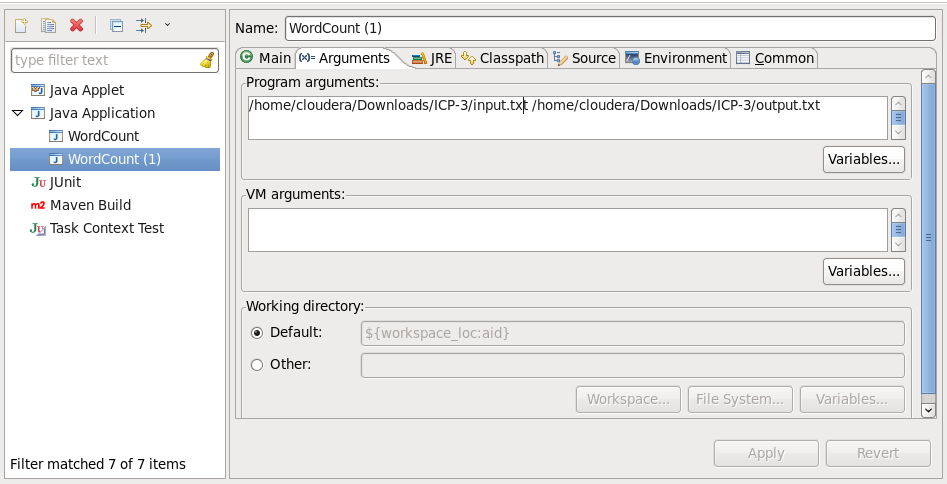 type filter text
Java Applet
Java Application
WordCount
WordCount (1)
JUnit
Maven Build
Task Context Test
Filter matched 7 of 7 items
Name: WordCount (1)
Main (x)= Arguments JRE Classpath Source Environment Common
Program arguments:
/home/cloudera/Downloads/ICP-3/input.txt /home/cloudera/Downloads/ICP-3/output.txt
Variables...
VM arguments:
Variables...
Working directory:
Default: ${workspace_loc:aid}
Other:
Workspace... File System... Variables...
Apply Revert